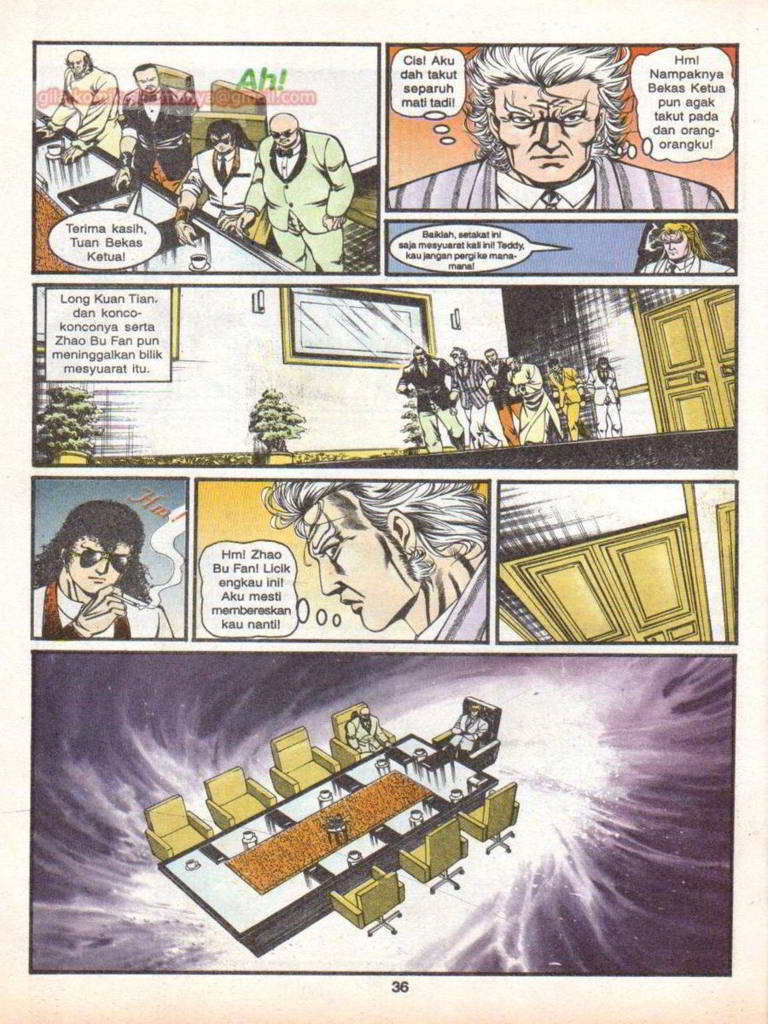 Ah!
Terima kasih,
Tuan Bekas
Ketua!
Cis! Aku
dah takut
separuh
mati tadi!
Hm!
Nampaknya
Bekas Ketua
pun agak
takut pada
dan orang-
orangku!
Baiklah, setakat ini
saja mesyuarat kali ini! Teddy,
kau jangan pergi ke mana-
mana!
Long Kuan Tian,
dan konco-
konconya serta
Zhao Bu Fan pun
meninggalkan bilik
mesyuarat itu.
Hm!
Hm! Zhao
Bu Fan! Licik
engkau ini!
Aku mesti
membereskan
kau nanti!
36